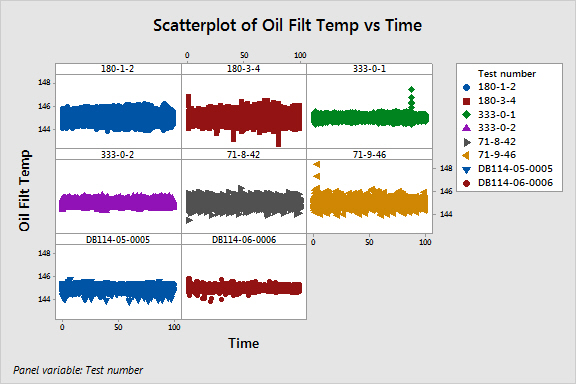 Scatterplot of Oil Filt Temp vs Time
0 50 100
180-1-2 180-3-4 333-0-1
148
146
144
333-0-2 71-8-42 71-9-46
148
146
144
0 50 100
DB114-05-0005 DB114-06-0006
148
146
144
0 50 100
Oil Filt Temp
Time
Test number
180-1-2
180-3-4
333-0-1
333-0-2
71-8-42
71-9-46
DB114-05-0005
DB114-06-0006
Panel variable: Test number